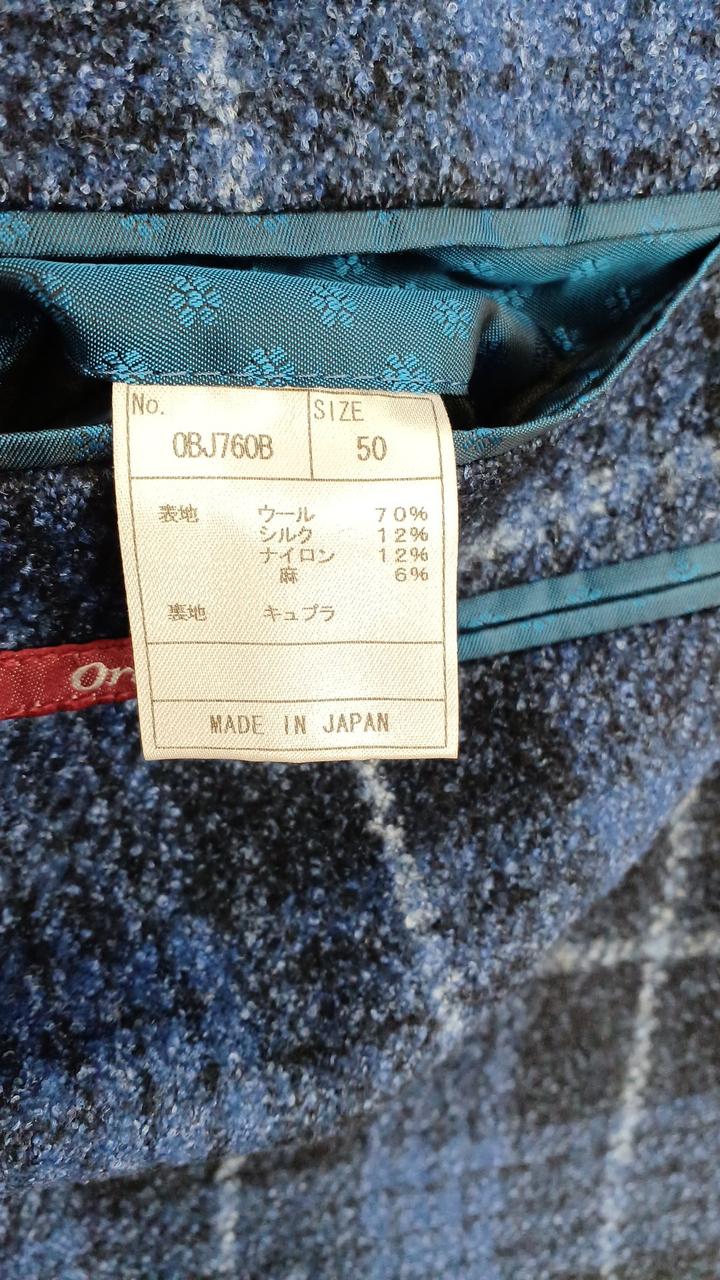 No.
SIZE
0BJ760B
50
表地 ウール 70%
シルク 12%
ナイロン 12%
麻 6%
裏地 キュプラ
MADE IN JAPAN